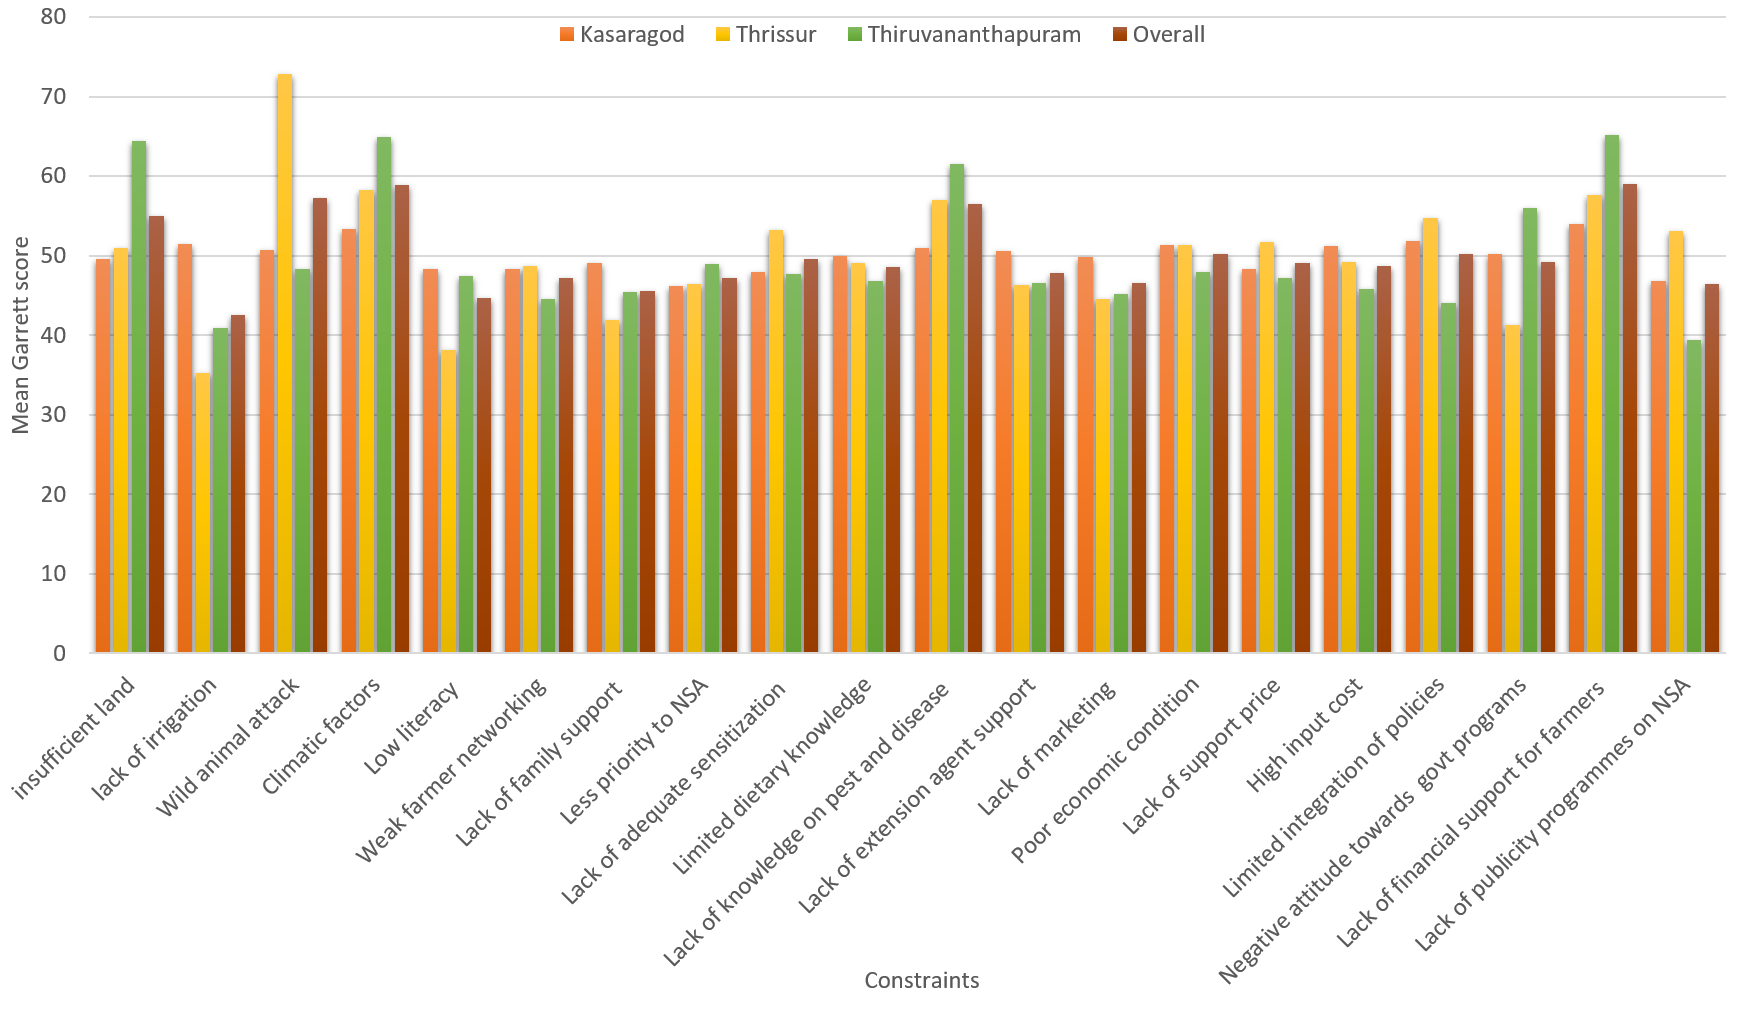 80
Kasaragod Thrissur Thiruvananthapuram Overall
70
60
50
40
30
20
10
0
Mean Garrett score
insufficient land
lack of irrigation
Wild animal attack
Climatic factors
Low literacy
Weak farmer networking
Lack of family support
Less priority to NSA
Lack of adequate sensitization
Limited dietary knowledge
Lack of knowledge on pest and disease
Lack of extension agent support
Lack of marketing
Poor economic condition
Lack of support price
High input cost
Limited integration of policies
Negative attitude towards  govt programs
Lack of financial support for farmers
Lack of publicity programmes on NSA
Constraints